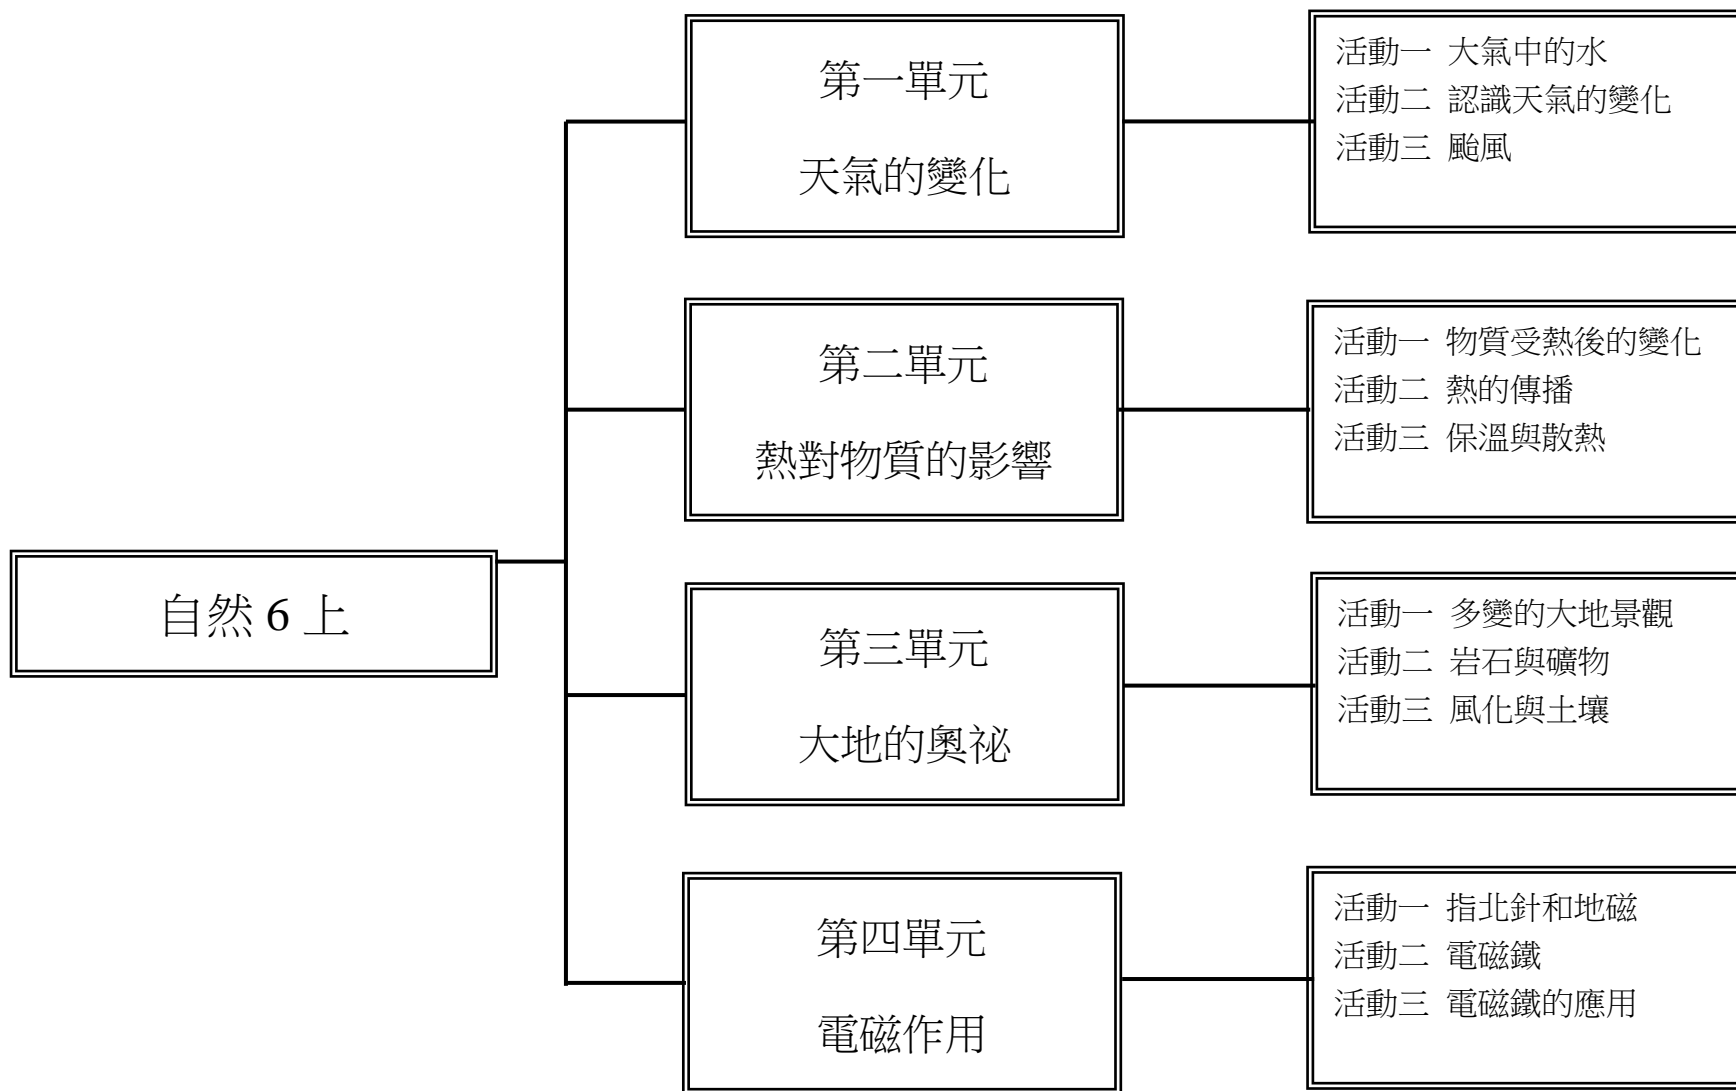 自然 6 上
第一單元
天氣的變化
活動一 大氣中的水
活動二 認識天氣的變化
活動三 颱風
第二單元
熱對物質的影響
活動一 物質受熱後的變化
活動二 熱的傳播
活動三 保溫與散熱
第三單元
大地的奧祕
活動一 多變的大地景觀
活動二 岩石與礦物
活動三 風化與土壤
第四單元
電磁作用
活動一 指北針和地磁
活動二 電磁鐵
活動三 電磁鐵的應用